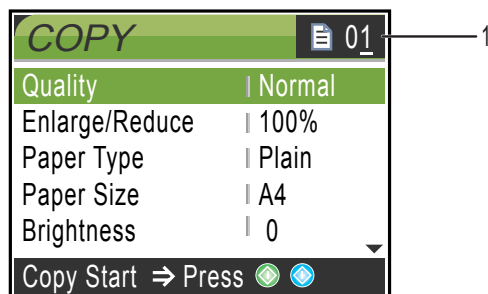 COPY 01 1
Quality Normal
Enlarge/Reduce 100%
Paper Type Plain
Paper Size A4
Brightness 0
Copy Start ⇒ Press